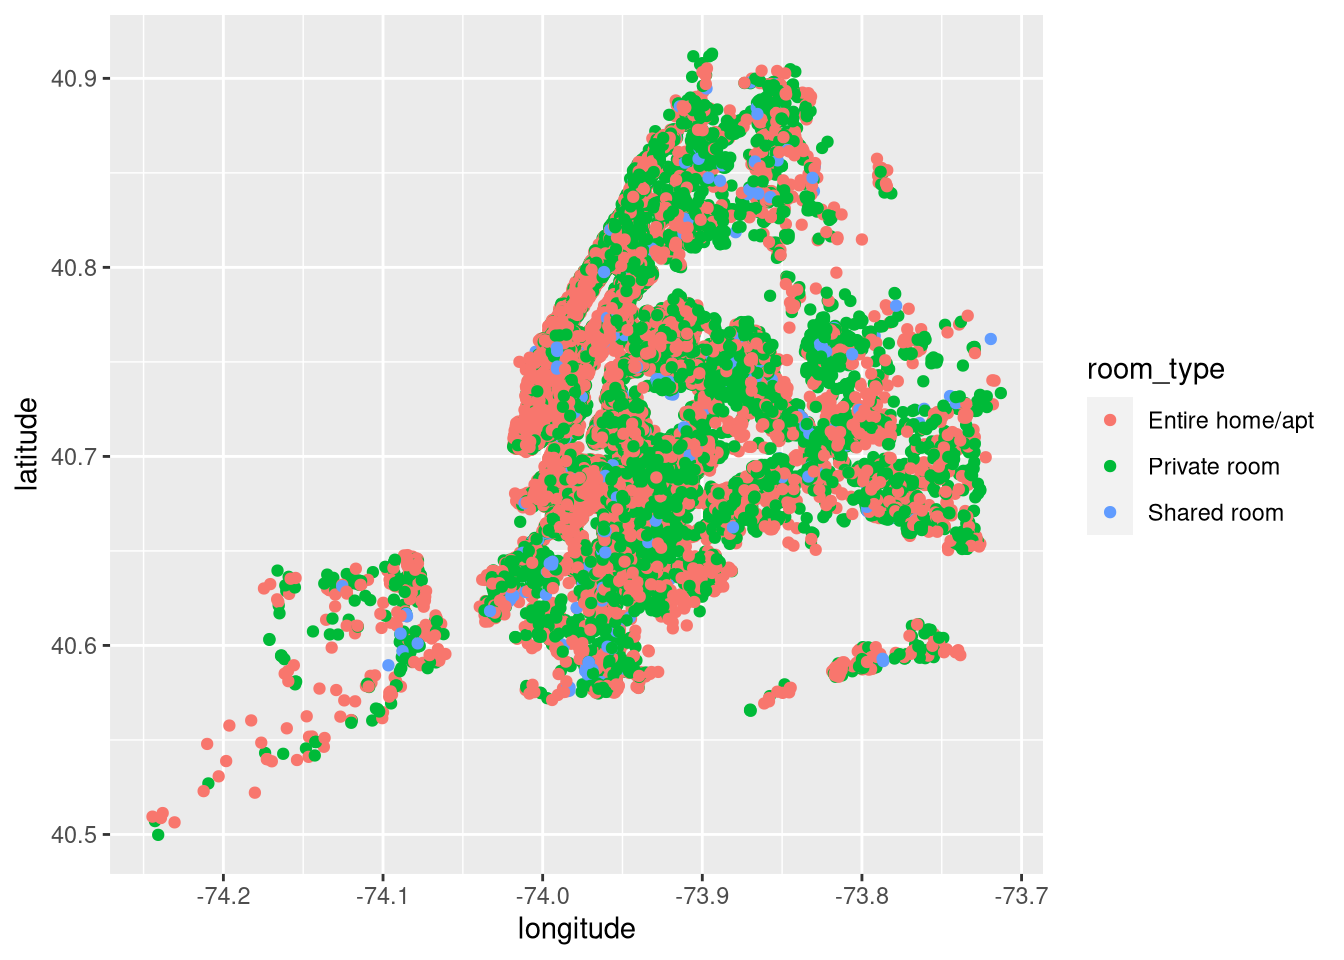 40.9
40.8
40.7
40.6
40.5
latitude
-74.2
-74.1
-74.0
-73.9
-73.8
-73.7
longitude
room_type
Entire home/apt
Private room
Shared room